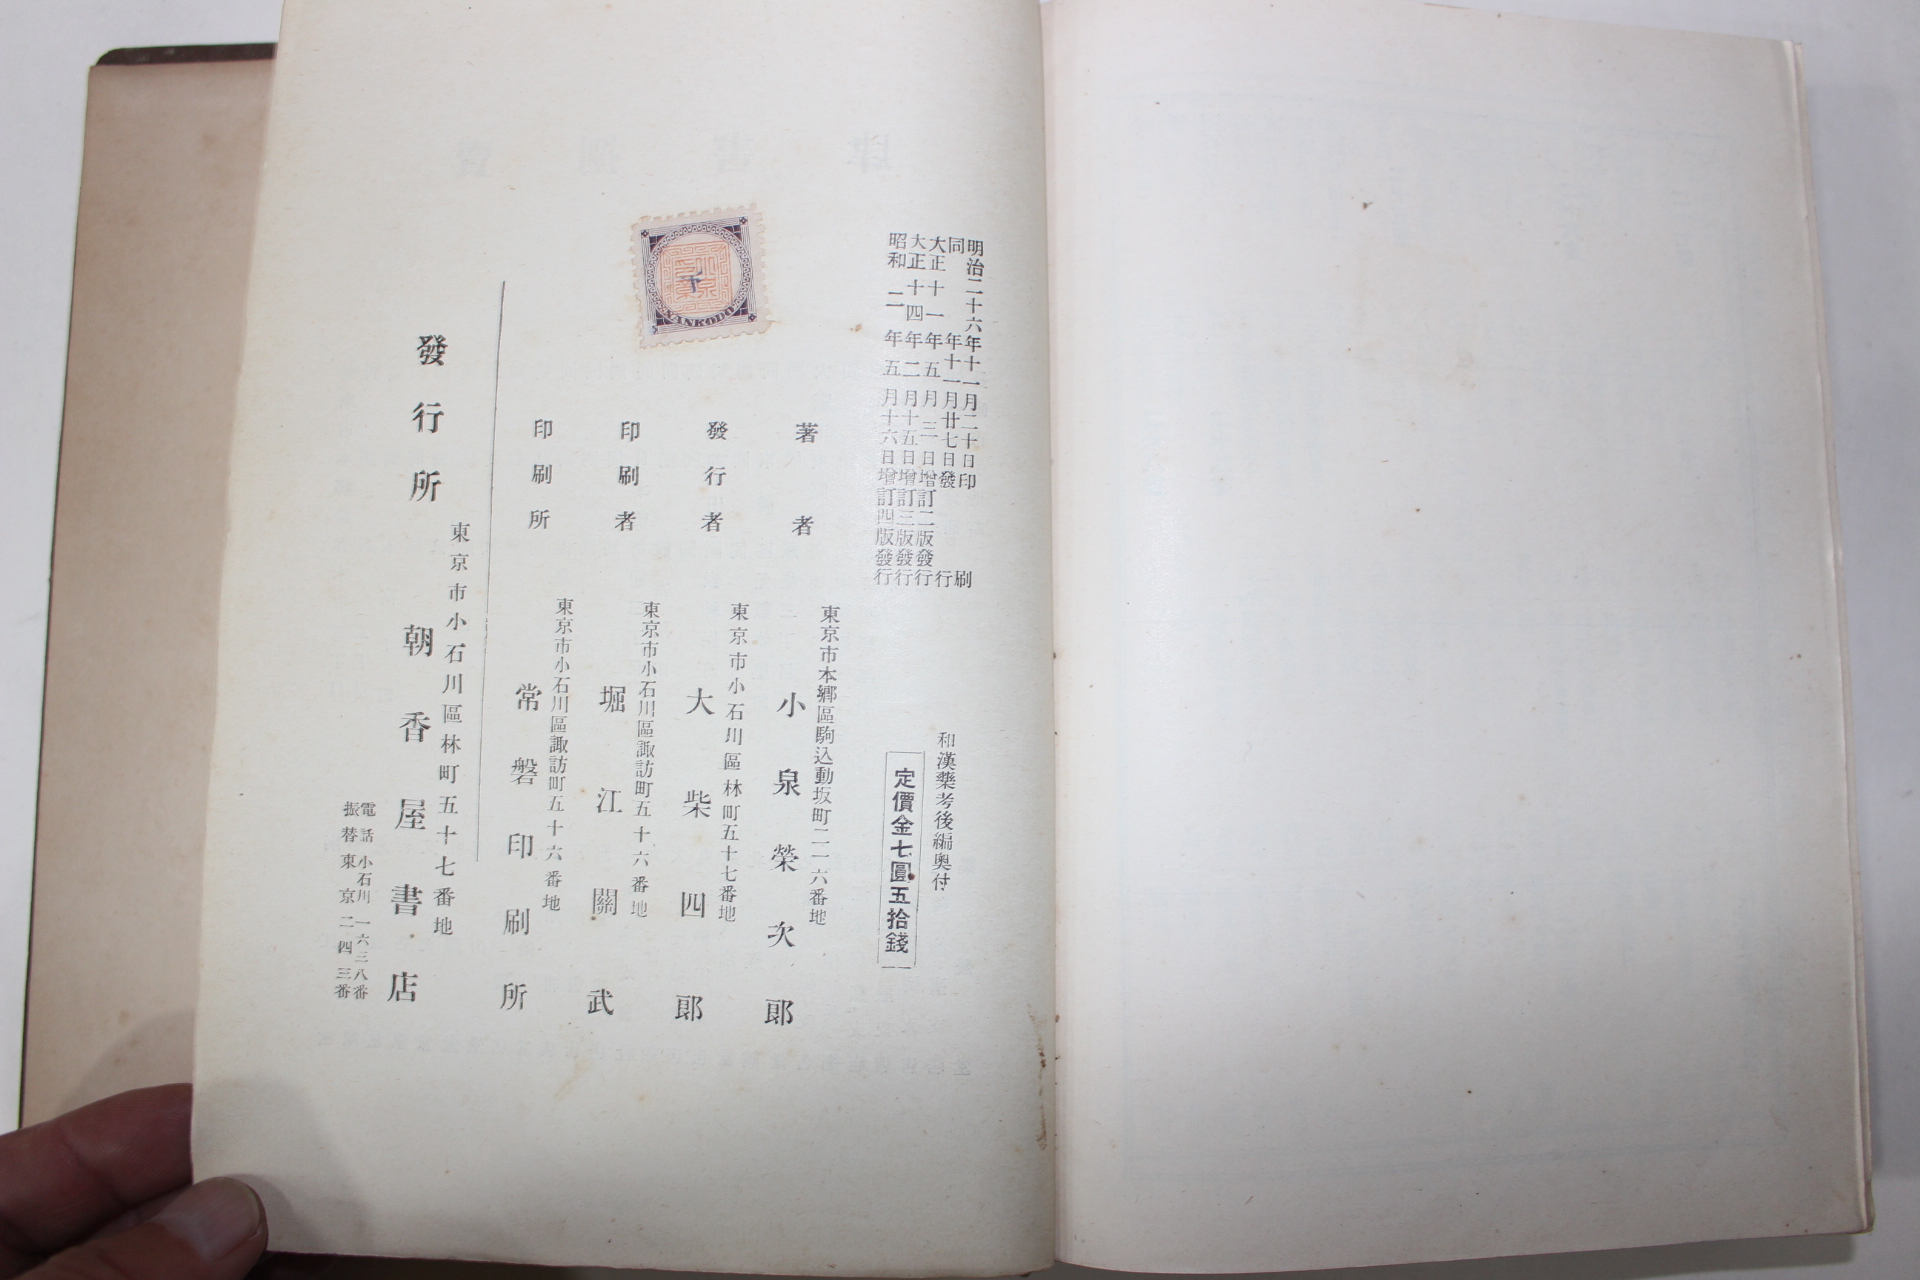 明治二十六年十一月二十日印刷
同年十一月廿七日發行
大正十一年五月三日增訂二版發行
大正十四年二月十五日增訂三版發行
昭和二年五月十六日增訂四版發行
和漢藥考後編奧付
定價金七圓五拾錢
NANKODO
著者
東京市本鄕區駒込動坂町二一六番地
小泉榮次郎
發行者
東京市小石川區林町五十七番地
大柴四郎
印刷者
東京市小石川區諏訪町五十六番地
堀江關武
印刷所
東京市小石川區諏訪町五十六番地
常磐印刷所
發行所
東京市小石川區林町五十七番地
朝香屋書店
電話小石川一六三八番
振替東京二四三番